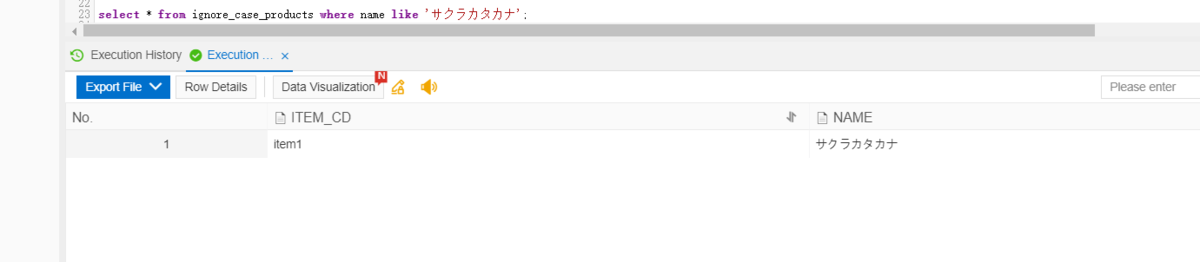 23 select * from ignore_case_products where name like 'サクラカタカナ';
Execution History Execution ... ×
Export File Row Details Data Visualization N Please enter
No. ITEM_CD NAME
1 item1 サクラカタカナ